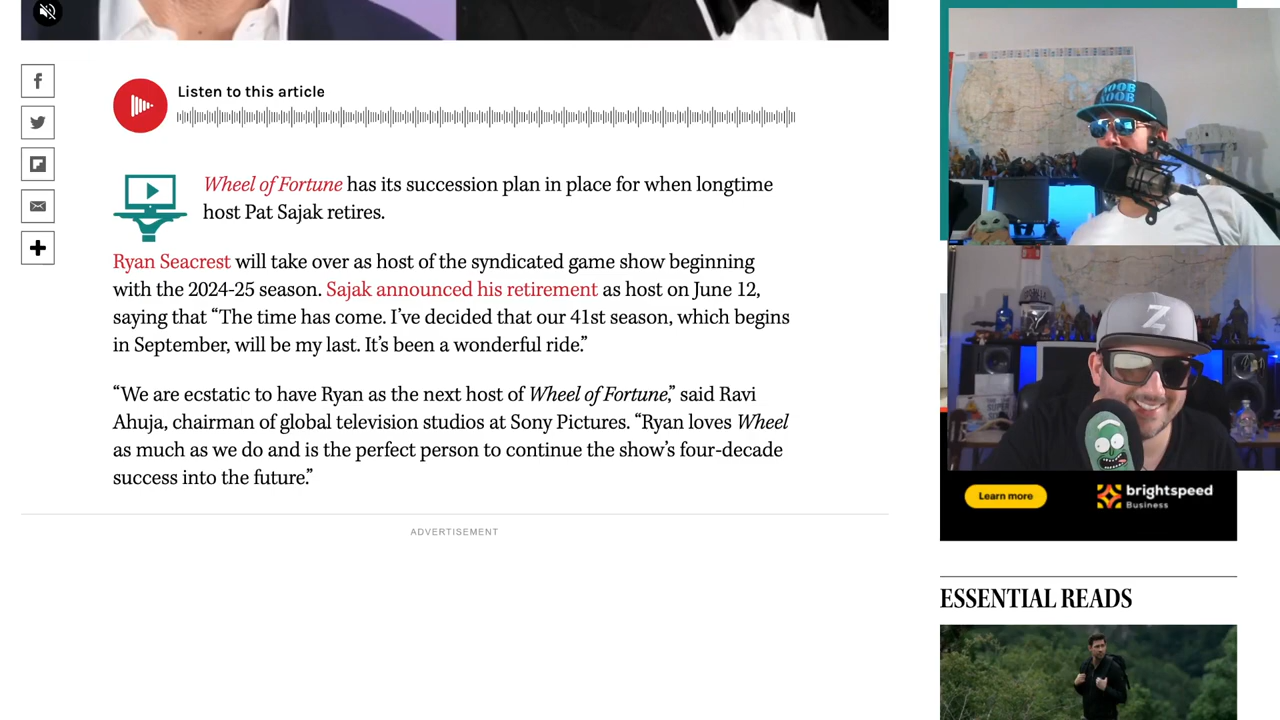 Listen to this article
Wheel of Fortune has its succession plan in place for when longtime
host Pat Sajak retires.
Ryan Seacrest will take over as host of the syndicated game show beginning
with the 2024-25 season. Sajak announced his retirement as host on June 12,
saying that “The time has come. I’ve decided that our 41st season, which begins
in September, will be my last. It’s been a wonderful ride.”
“We are ecstatic to have Ryan as the next host of Wheel of Fortune,” said Ravi
Ahuja, chairman of global television studios at Sony Pictures. “Ryan loves Wheel
as much as we do and is the perfect person to continue the show’s four-decade
success into the future.”
ADVERTISEMENT
NOOB
NOOB
Z
Learn more
brightspeed
Business
ESSENTIAL READS